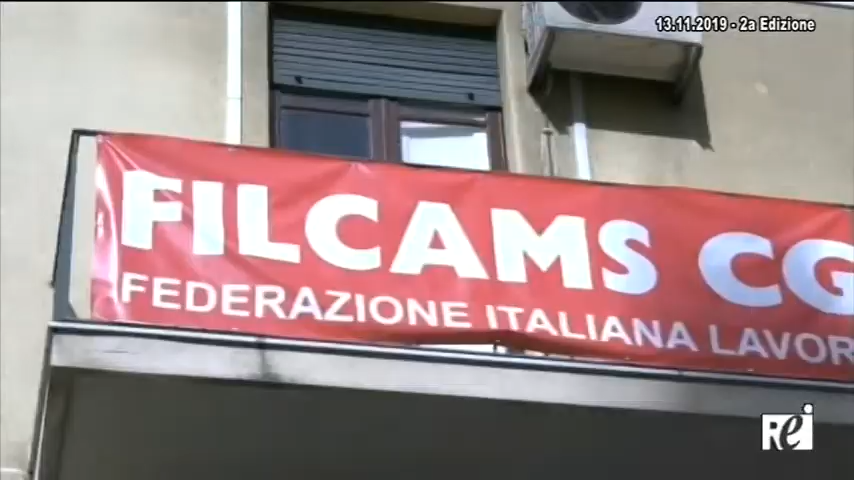 13.11.2019 - 2a Edizione
FILCAMS CG
FEDERAZIONE ITALIANA LAVOR
Rei